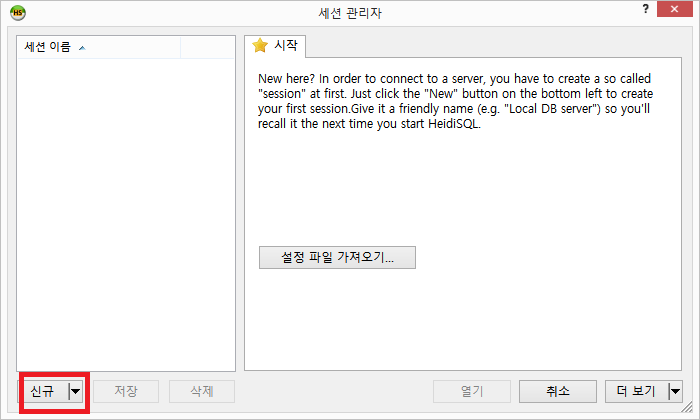 HS
세션 관리자
?
세션 이름
시작
New here? In order to connect to a server, you have to create a so called
"session" at first. Just click the "New" button on the bottom left to create
your first session.Give it a friendly name (e.g. "Local DB server") so you'll
recall it the next time you start HeidiSQL.
설정 파일 가져오기...
신규
저장
삭제
열기
취소
더 보기